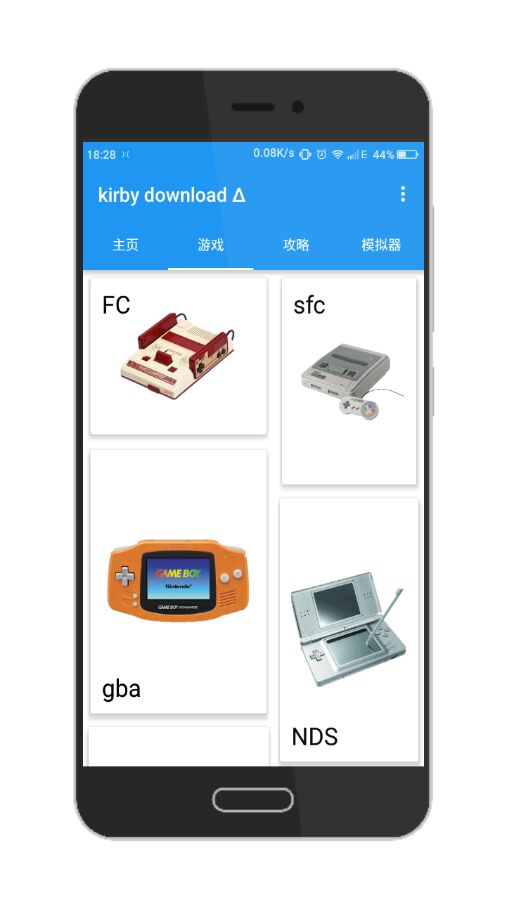 18:28 0.08K/s E 44%
kirby download Δ
主页 游戏 攻略 模拟器
FC
sfc
GAME BOY
Nintendo
GAME BOY ADVANCE
gba
NDS